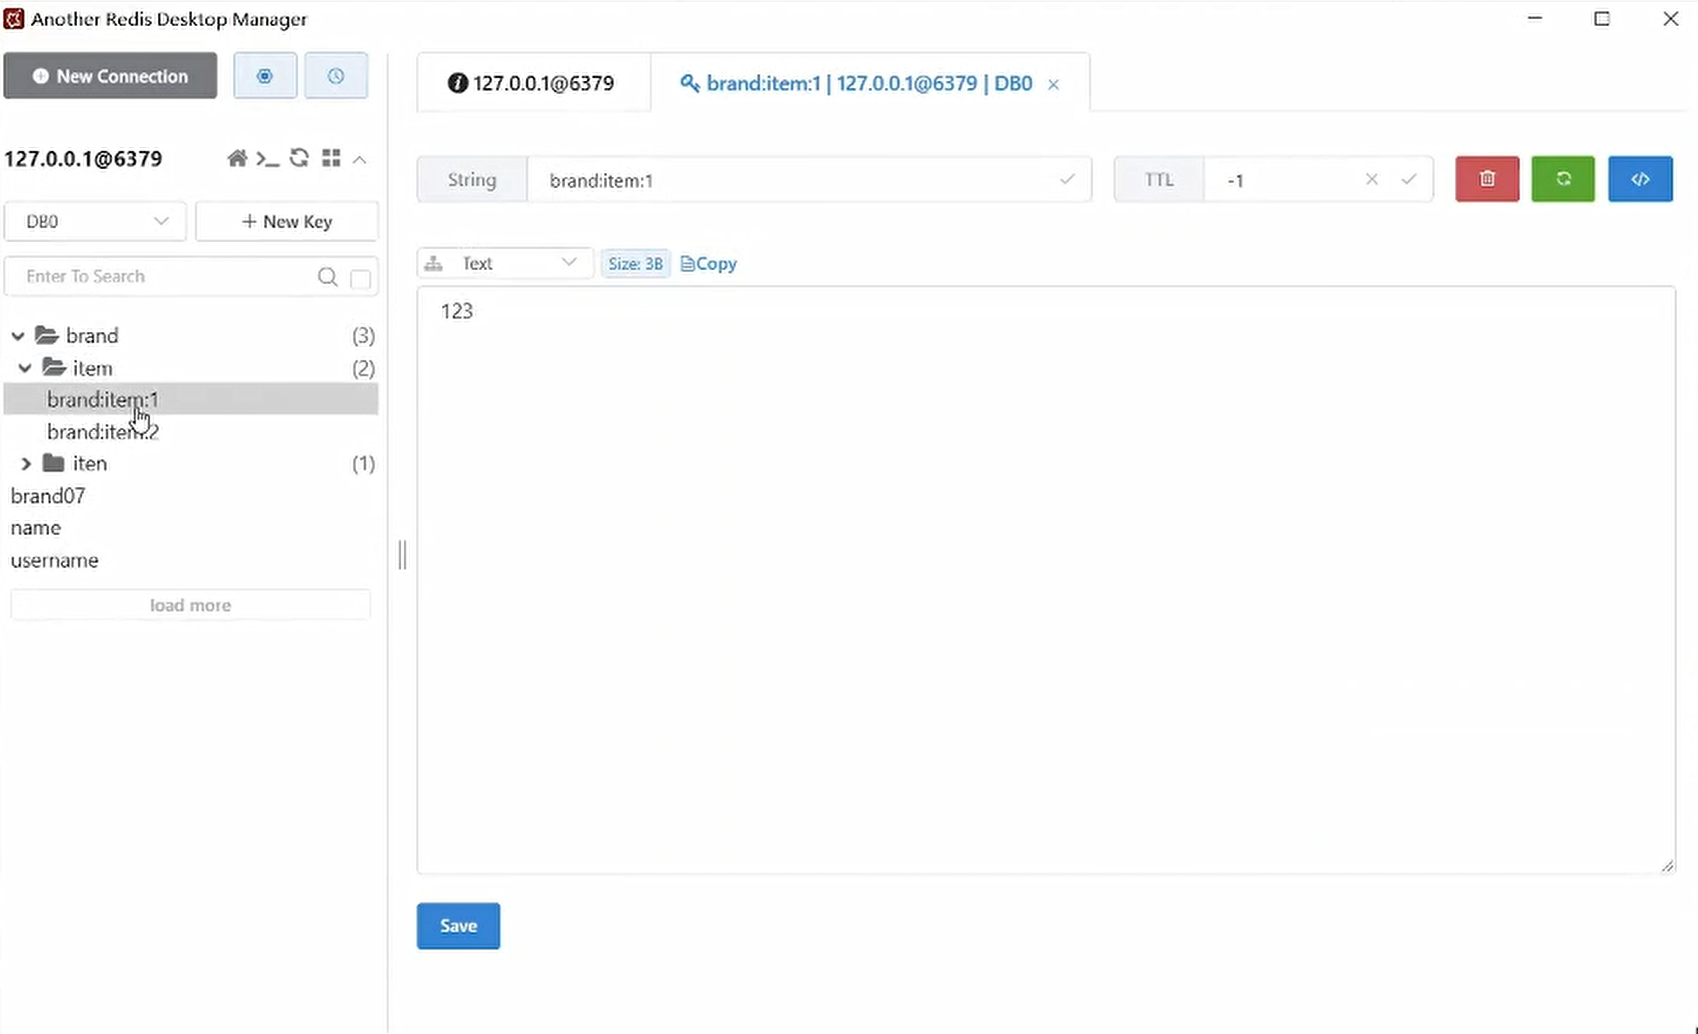 Another Redis Desktop Manager
New Connection
127.0.0.1@6379
brand:item:1 | 127.0.0.1@6379 | DB0
127.0.0.1@6379
String
brand:item:1
TTL
-1
DB0
+ New Key
Enter To Search
Text
Size: 3B
Copy
123
brand
(3)
item
(2)
brand:item:1
brand:item:2
iten
(1)
brand07
name
username
load more
Save